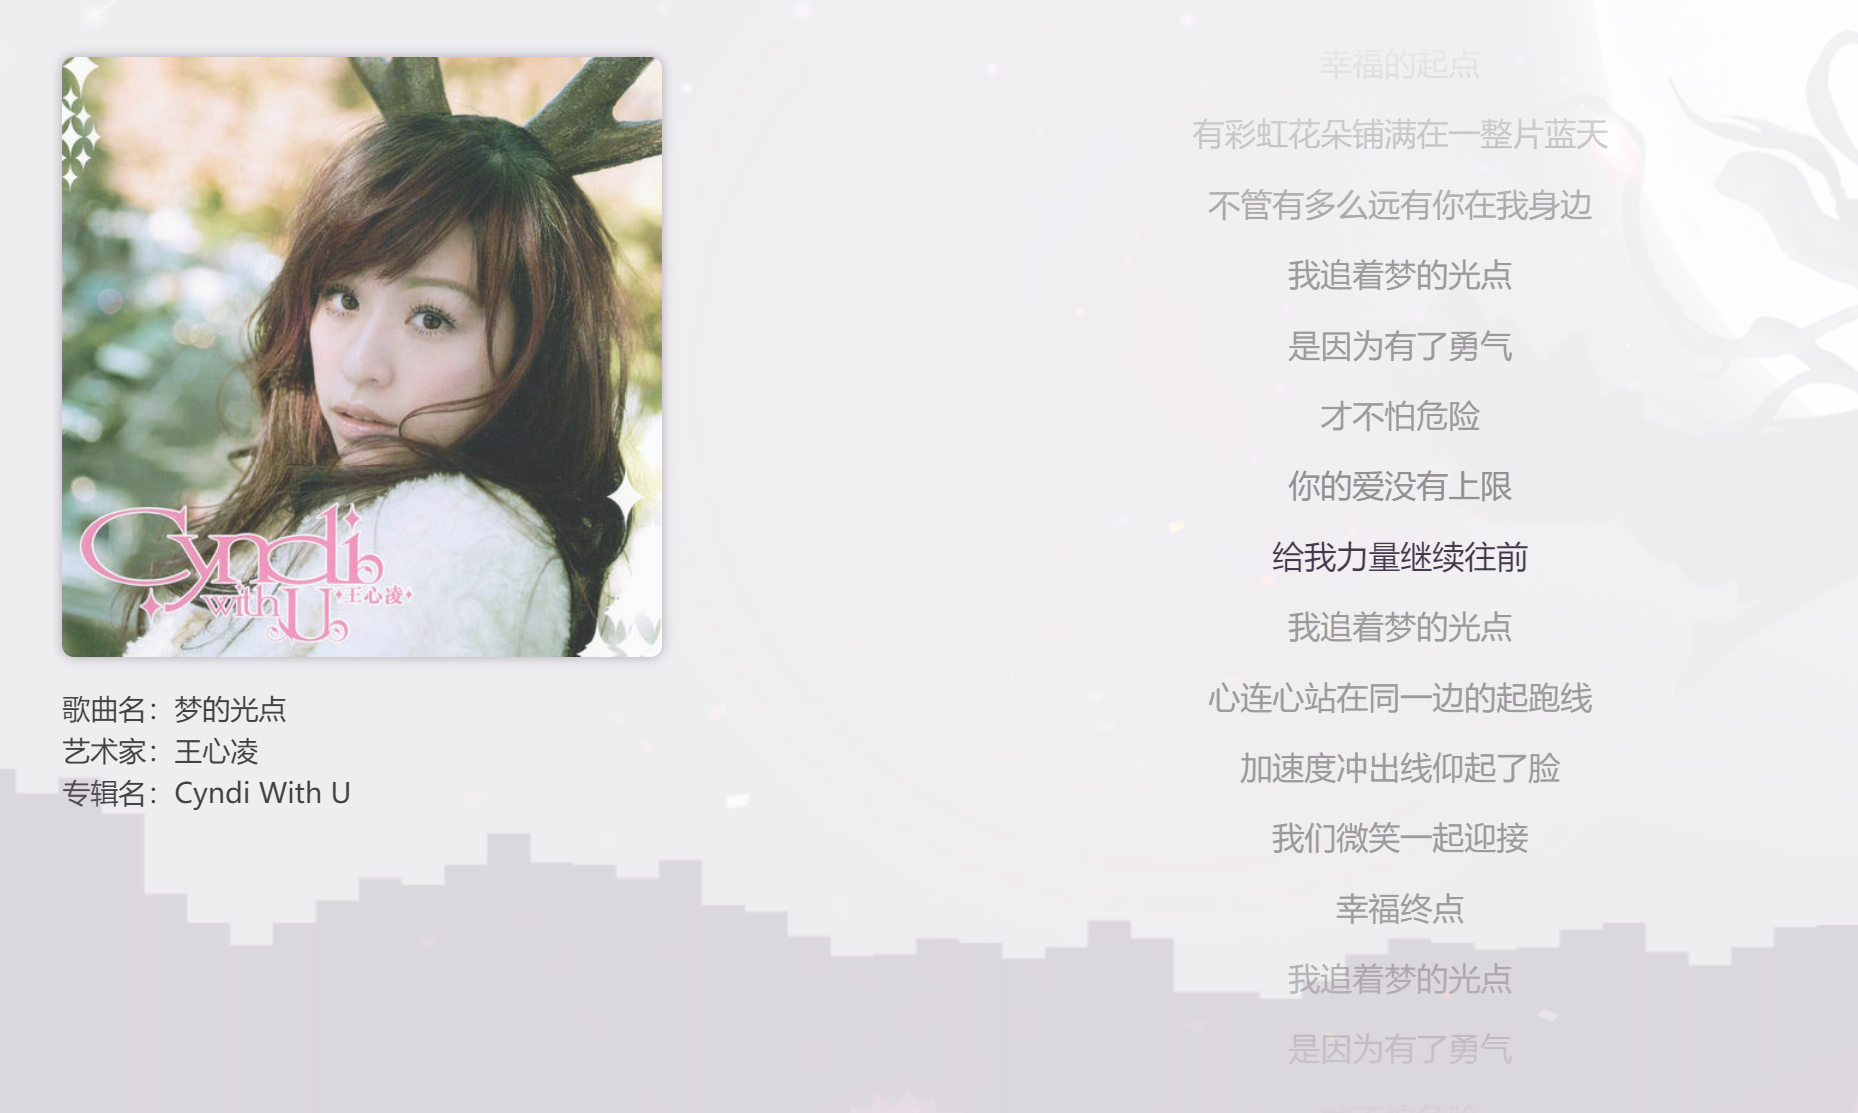 Cyndi
with U
王心凌
歌曲名：梦的光点
艺术家：王心凌
专辑名：Cyndi With U
幸福的起点
有彩虹花朵铺满在一整片蓝天
不管有多么远有你在我身边
我追着梦的光点
是因为有了勇气
才不怕危险
你的爱没有上限
给我力量继续往前
我追着梦的光点
心连心站在同一边的起跑线
加速度冲出线仰起了脸
我们微笑一起迎接
幸福终点
我追着梦的光点
是因为有了勇气